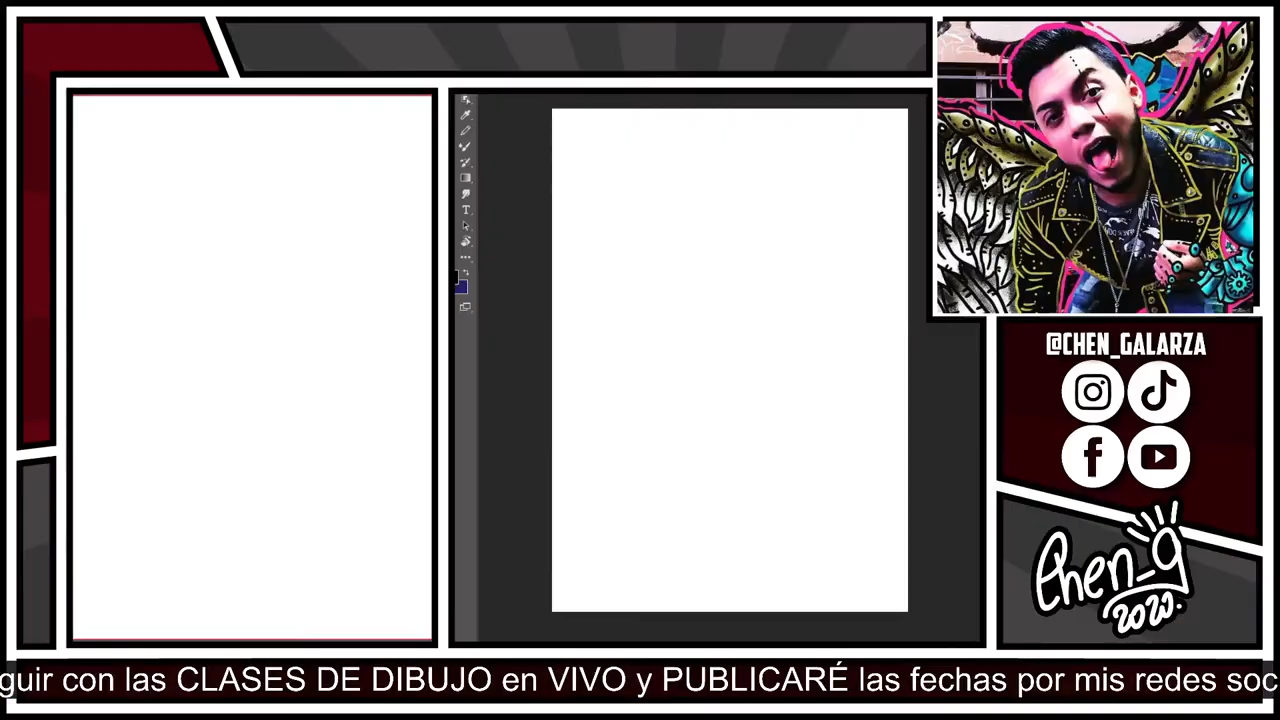 @CHEN_GALARZA
Chen_g
2020.
guir con las CLASES DE DIBUJO en VIVO y PUBLICARÉ las fechas por mis redes soc